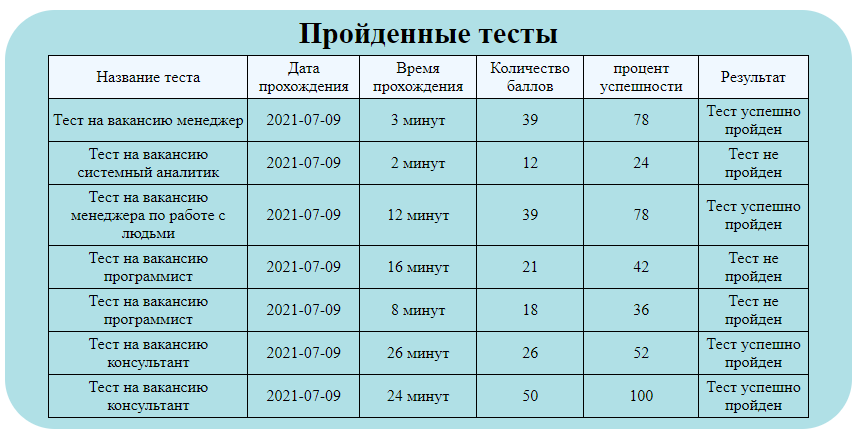 Пройденные тесты
Название теста
Дата
прохождения
Время
прохождения
Количество
баллов
процент
успешности
Результат
Тест на вакансию менеджер
2021-07-09
3 минут
39
78
Тест успешно
пройден
Тест на вакансию
системный аналитик
2021-07-09
2 минут
12
24
Тест не
пройден
Тест на вакансию
менеджера по работе с
людьми
2021-07-09
12 минут
39
78
Тест успешно
пройден
Тест на вакансию
программист
2021-07-09
16 минут
21
42
Тест не
пройден
Тест на вакансию
программист
2021-07-09
8 минут
18
36
Тест не
пройден
Тест на вакансию
консультант
2021-07-09
26 минут
26
52
Тест успешно
пройден
Тест на вакансию
консультант
2021-07-09
24 минут
50
100
Тест успешно
пройден